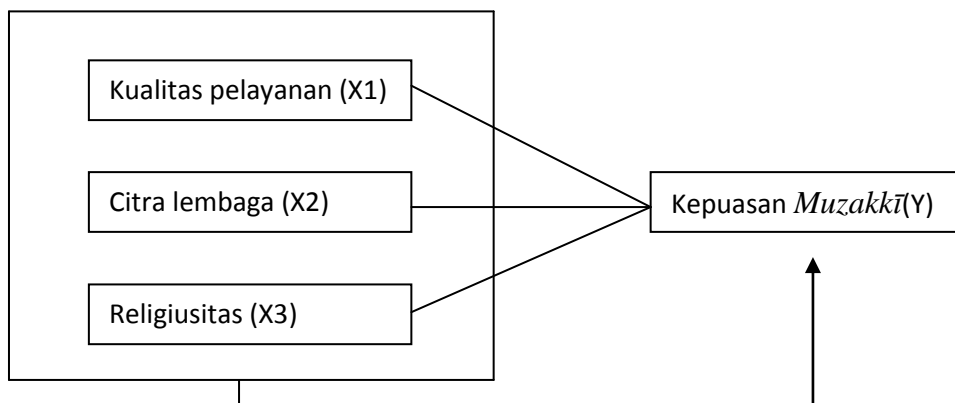 Kualitas pelayanan (X1)
Citra lembaga (X2)
Kepuasan Muzakkī(Y)
Religiusitas (X3)